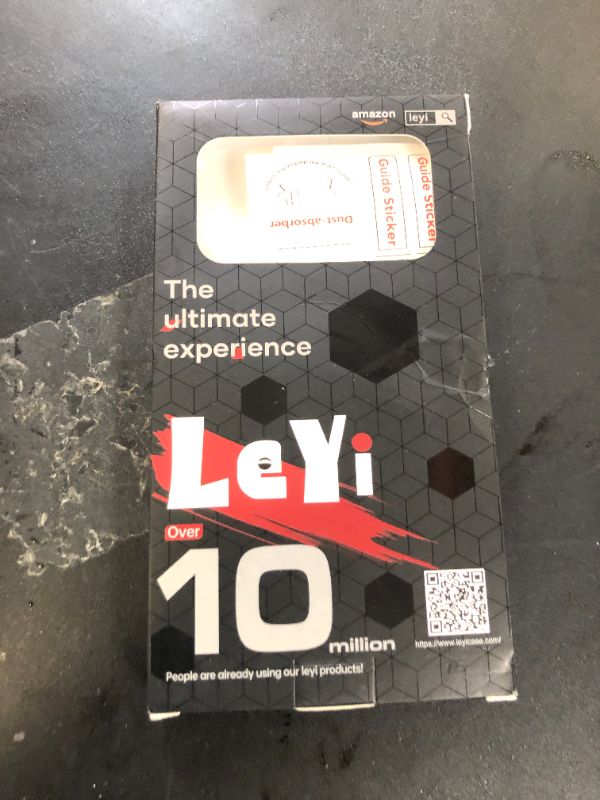 amazon
leyi
Dust-absorber
Guide Sticker
Guide Sticker
The
ultimate
experience
LeYi
Over
10
million
https://www.leyicase.com/
People are already using our leyi products!